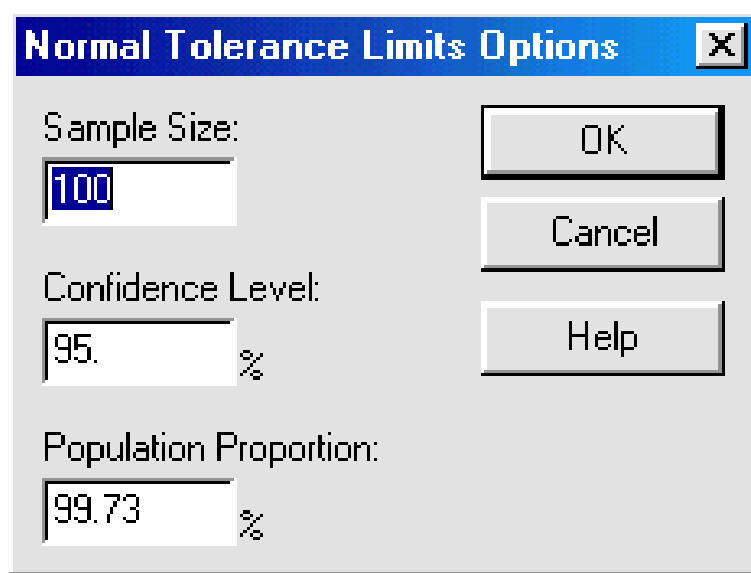 Normal Tolerance Limits Options
Sample Size:
100
OK
Cancel
Confidence Level:
95. %
Help
Population Proportion:
99.73 %